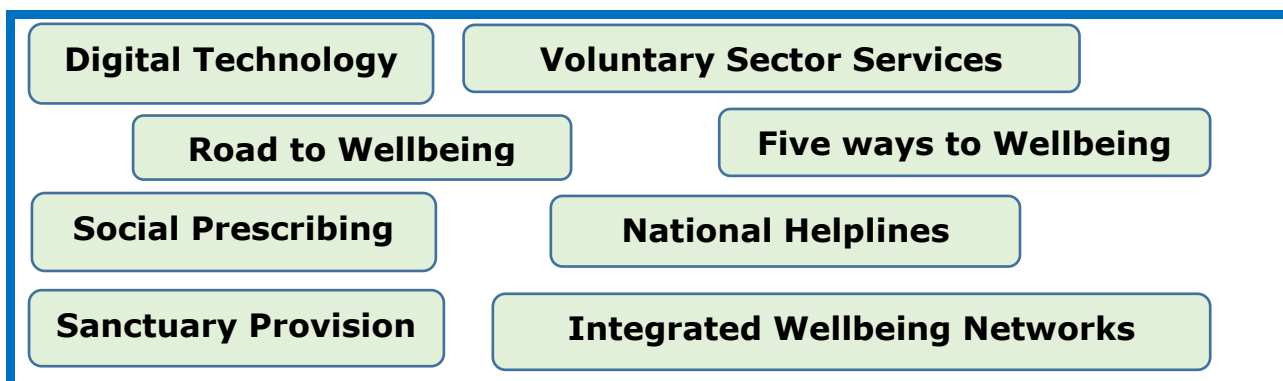 Digital Technology
Voluntary Sector Services
Road to Wellbeing
Five ways to Wellbeing
Social Prescribing
National Helplines
Sanctuary Provision
Integrated Wellbeing Networks